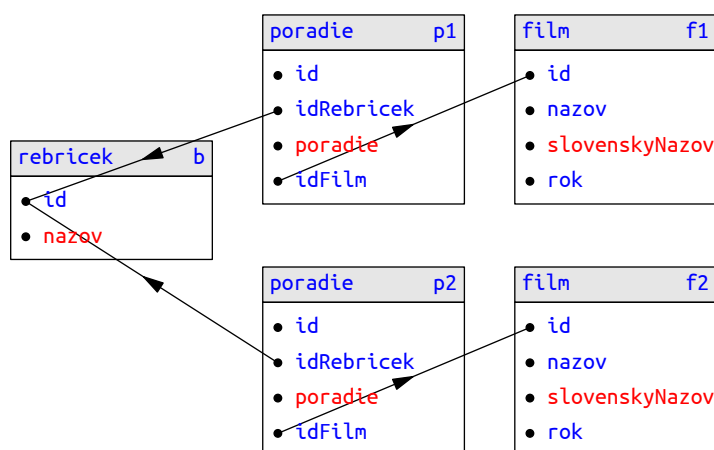 poradie p1
id
idRebricek
poradie
idFilm
film f1
id
nazov
slovenskyNazov
rok
rebricek b
id
nazov
poradie p2
id
idRebricek
poradie
idFilm
film f2
id
nazov
slovenskyNazov
rok